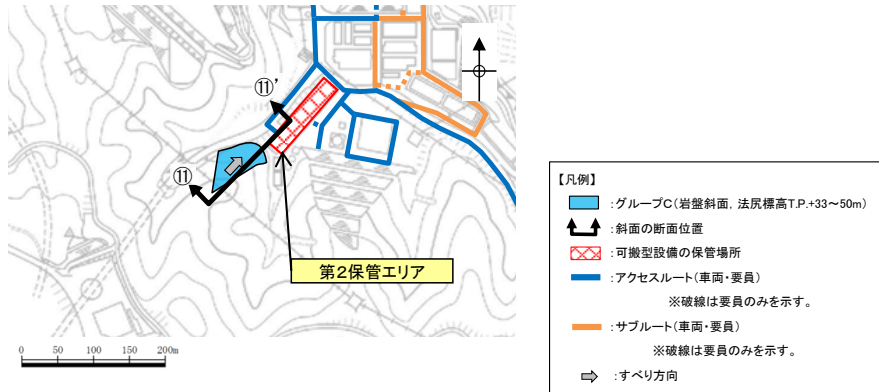 ⑪’
⑪
第2保管エリア
0 50 100 150 200m
【凡例】
:グループC(岩盤斜面,法尻標高T.P.+33~50m)
:斜面の断面位置
:可搬型設備の保管場所
:アクセスルート(車両・要員)
※破線は要員のみを示す。
:サブルート(車両・要員)
※破線は要員のみを示す。
:すべり方向